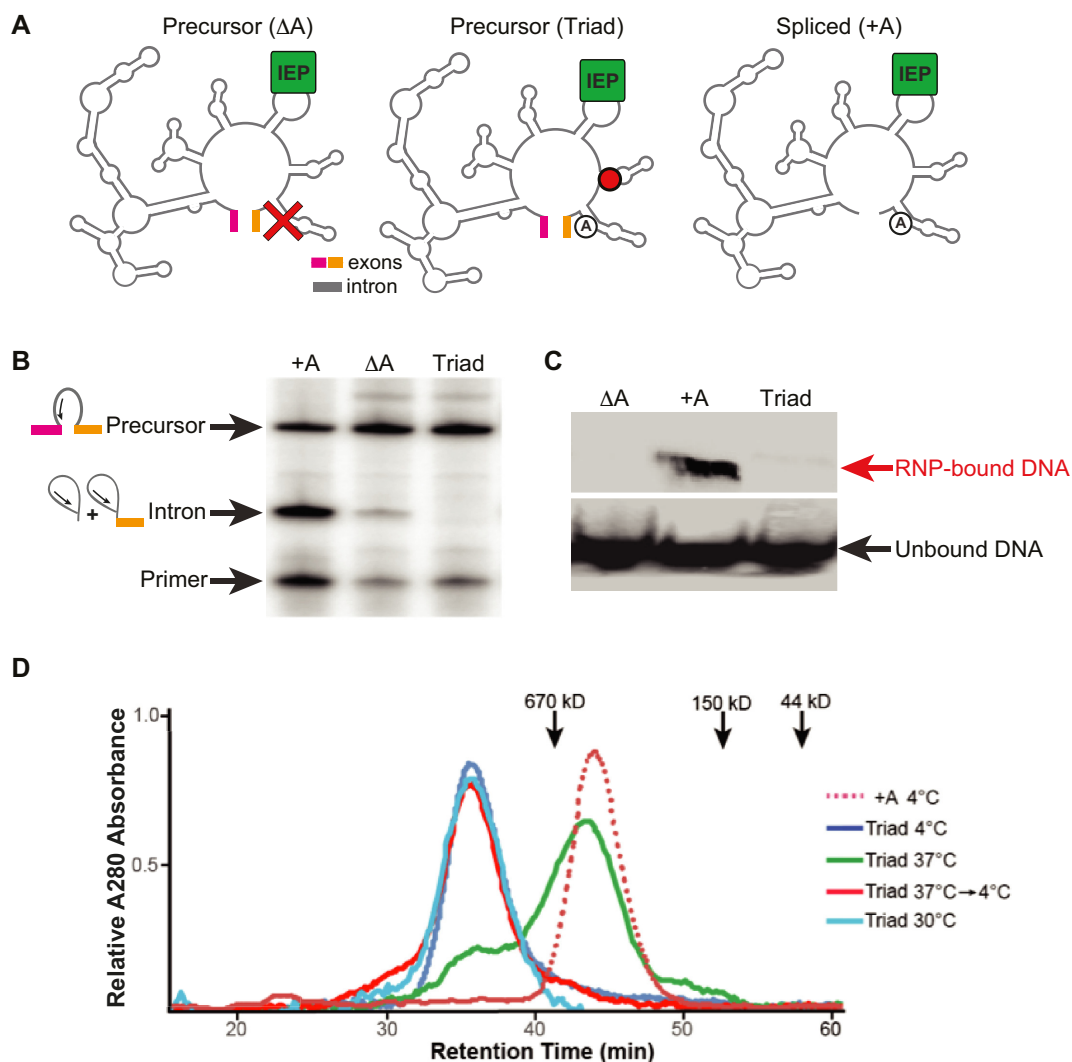 A
Precursor (ΔA)
Precursor (Triad)
Spliced (+A)
IEP
IEP
IEP
A
A
exons
intron
B
+A
ΔA
Triad
Precursor
+
Intron
Primer
C
ΔA
+A
Triad
RNP-bound DNA
Unbound DNA
D
670 kD
150 kD
44 kD
1.0
0.5
Relative A280 Absorbance
+A 4°C
Triad 4°C
Triad 37°C
Triad 37°C→4°C
Triad 30°C
20
30
40
50
60
Retention Time (min)